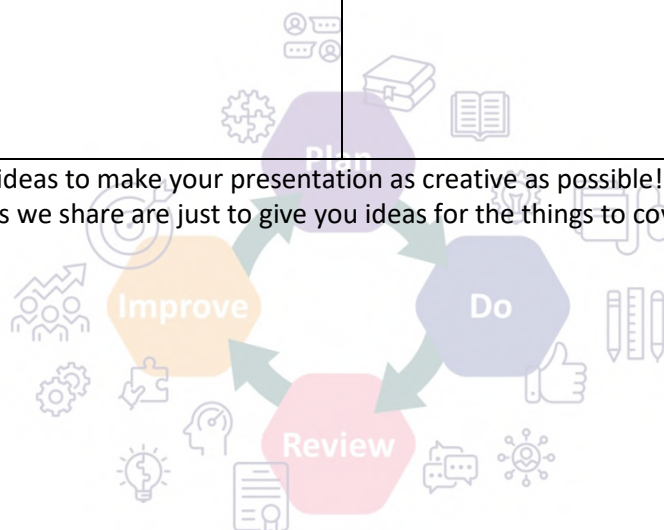 Plan
ideas to make your presentation as creative as possible!
s we share are just to give you ideas for the things to cov
Improve
Do
Review